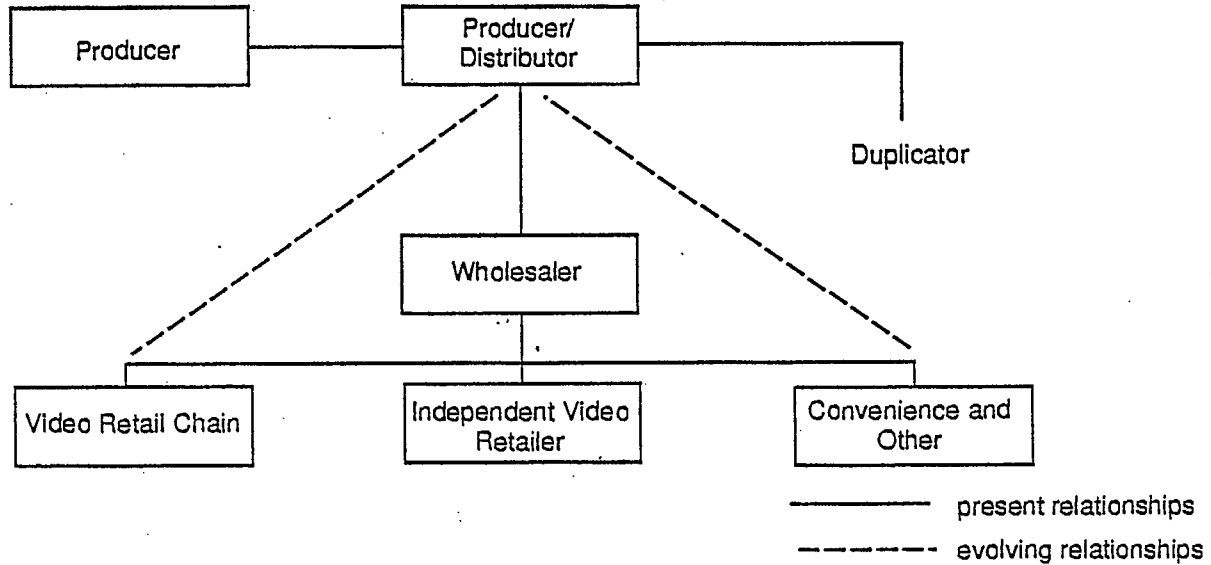 Producer
Producer/
Distributor
Duplicator
Wholesaler
Video Retail Chain
Independent Video
Retailer
Convenience and
Other
present relationships
evolving relationships